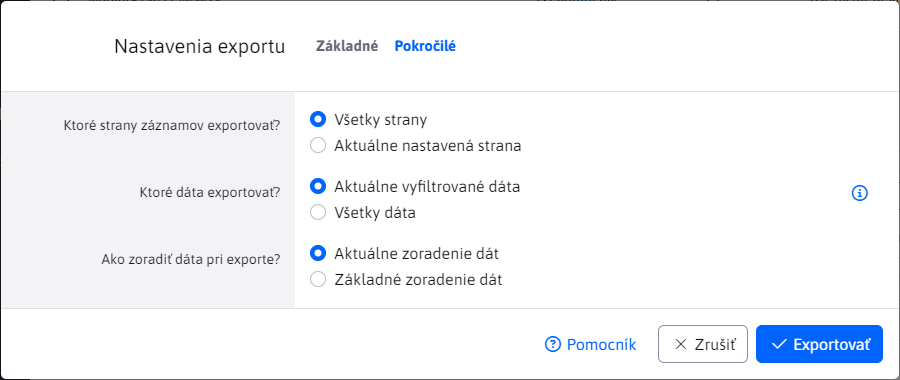 Nastavenia exportu Základné Pokročilé
Ktoré strany záznamov exportovať? Všetky strany
Aktuálne nastavená strana
Ktoré dáta exportovať? Aktuálne vyfiltrované dáta
Všetky dáta
Ako zoradiť dáta pri exporte? Aktuálne zoradenie dát
Základné zoradenie dát
Pomocník Zrušiť Exportovať